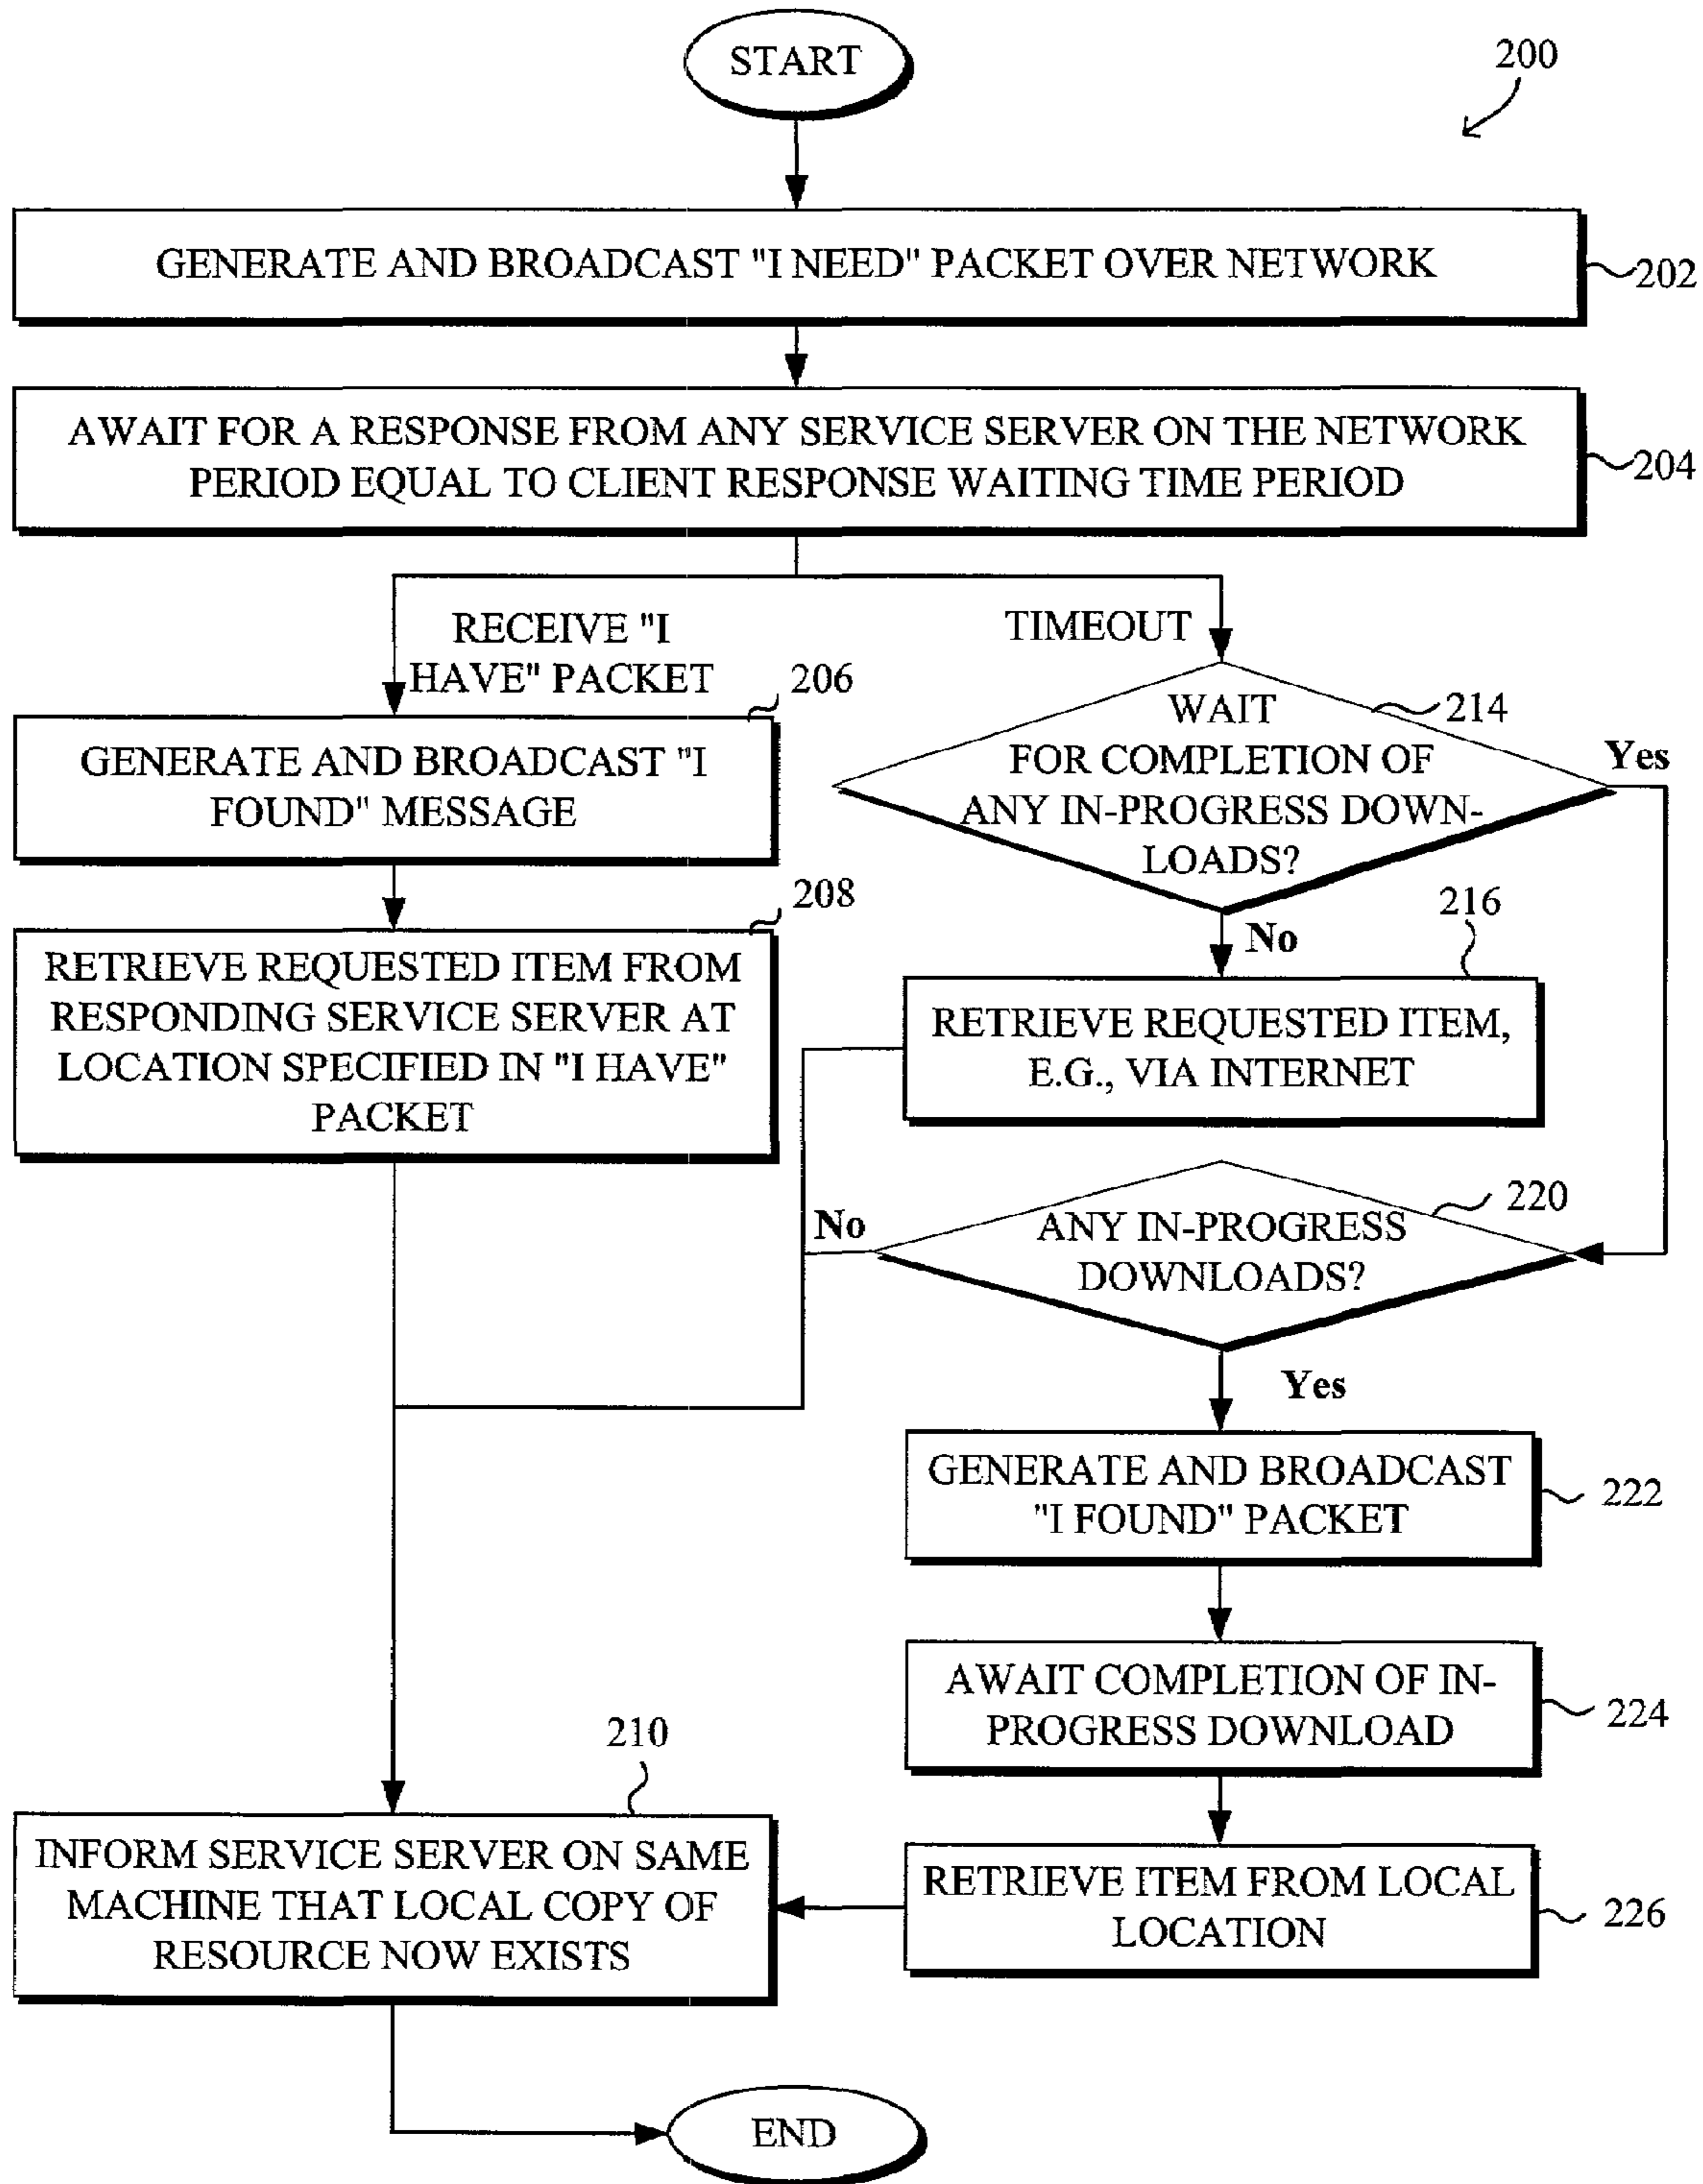 START
200
GENERATE AND BROADCAST "I NEED" PACKET OVER NETWORK
202
AWAIT FOR A RESPONSE FROM ANY SERVICE SERVER ON THE NETWORK
PERIOD EQUAL TO CLIENT RESPONSE WAITING TIME PERIOD
204
RECEIVE "I
HAVE" PACKET
TIMEOUT
206
GENERATE AND BROADCAST "I
FOUND" MESSAGE
WAIT
FOR COMPLETION OF
ANY IN-PROGRESS DOWN-
LOADS?
214
Yes
208
RETRIEVE REQUESTED ITEM FROM
RESPONDING SERVICE SERVER AT
LOCATION SPECIFIED IN "I HAVE"
PACKET
No
216
RETRIEVE REQUESTED ITEM,
E.G., VIA INTERNET
No
ANY IN-PROGRESS
DOWNLOADS?
220
Yes
GENERATE AND BROADCAST
"I FOUND" PACKET
222
AWAIT COMPLETION OF IN-
PROGRESS DOWNLOAD
224
210
INFORM SERVICE SERVER ON SAME
MACHINE THAT LOCAL COPY OF
RESOURCE NOW EXISTS
RETRIEVE ITEM FROM LOCAL
LOCATION
226
END